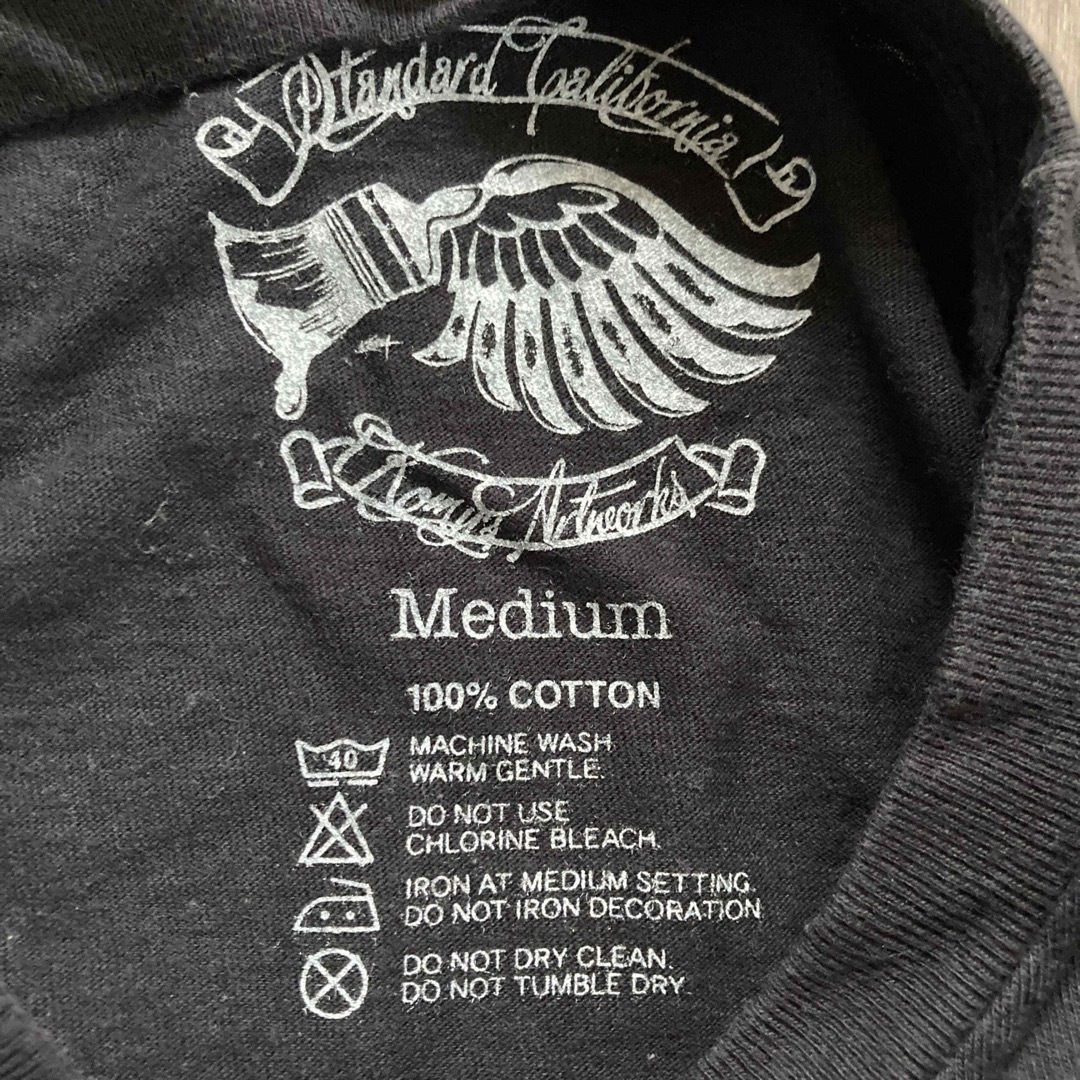 Standard California
Artworks
Medium
100% COTTON
40
MACHINE WASH
WARM GENTLE.
DO NOT USE
CHLORINE BLEACH.
IRON AT MEDIUM SETTING.
DO NOT IRON DECORATION
DO NOT DRY CLEAN.
DO NOT TUMBLE DRY.